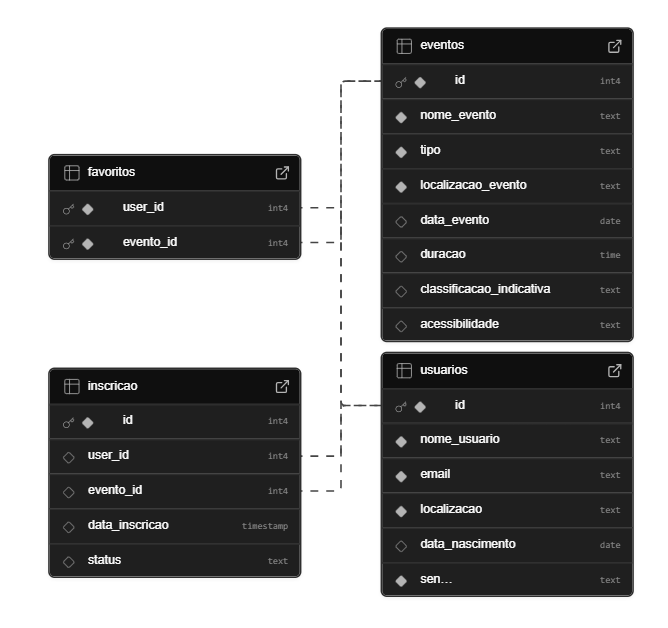 eventos
id int4
nome_evento text
tipo text
localizacao_evento text
data_evento date
duracao time
classificacao_indicativa text
acessibilidade text
favoritos
user_id int4
evento_id int4
inscricao
id int4
user_id int4
evento_id int4
data_inscricao timestamp
status text
usuarios
id int4
nome_usuario text
email text
localizacao text
data_nascimento date
sen... text